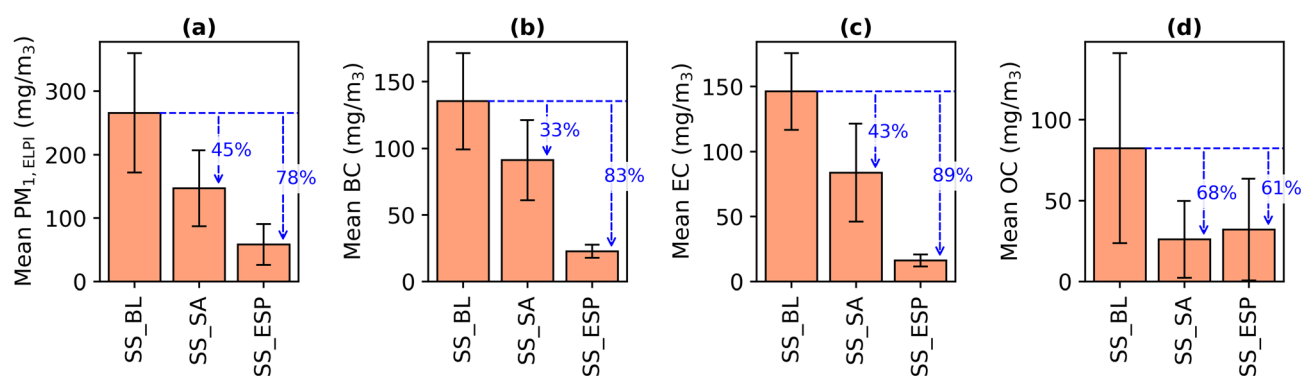 (a)
Mean PM1, ELPI (mg/m3)
300
200
100
0
45%
78%
SS_BL
SS_SA
SS_ESP
(b)
Mean BC (mg/m3)
150
100
50
0
33%
83%
SS_BL
SS_SA
SS_ESP
(c)
Mean EC (mg/m3)
150
100
50
0
43%
89%
SS_BL
SS_SA
SS_ESP
(d)
Mean OC (mg/m3)
100
50
0
68%
61%
SS_BL
SS_SA
SS_ESP